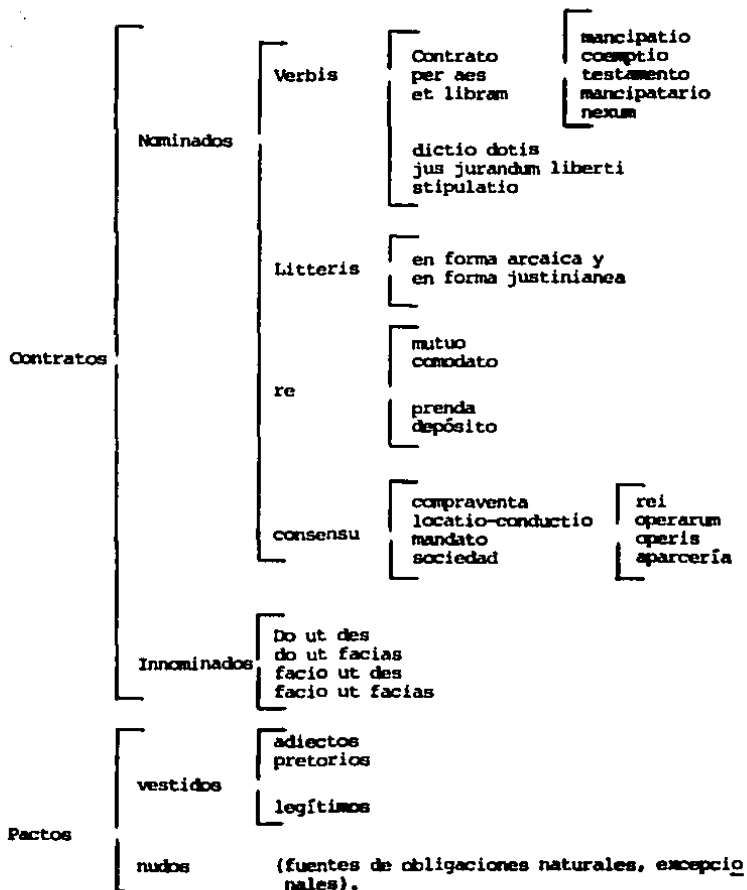 Contratos
Nominados
Verbis
Contrato
per aes
et libram
mancipatio
coemptio
testamento
mancipatario
nexum
dictio dotis
jus jurandum liberti
stipulatio
Litteris
en forma arcaica y
en forma justinianea
re
mutuo
comodato
prenda
depósito
consensu
compraventa
locatio-conductio
mandato
sociedad
rei
operarum
operis
aparcería
Innominados
Do ut des
do ut facias
facio ut des
facio ut facias
Pactos
vestidos
adiectos
pretorios
legítimos
nudos
(fuentes de obligaciones naturales, excepcio
nales).